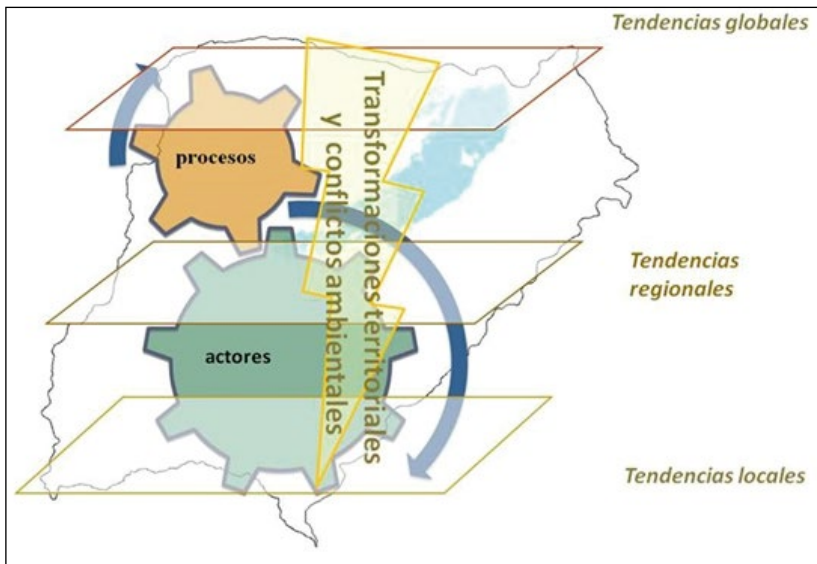 Tendencias globales
Transformaciones territoriales
y conflictos ambientales
procesos
Tendencias
regionales
actores
Tendencias locales